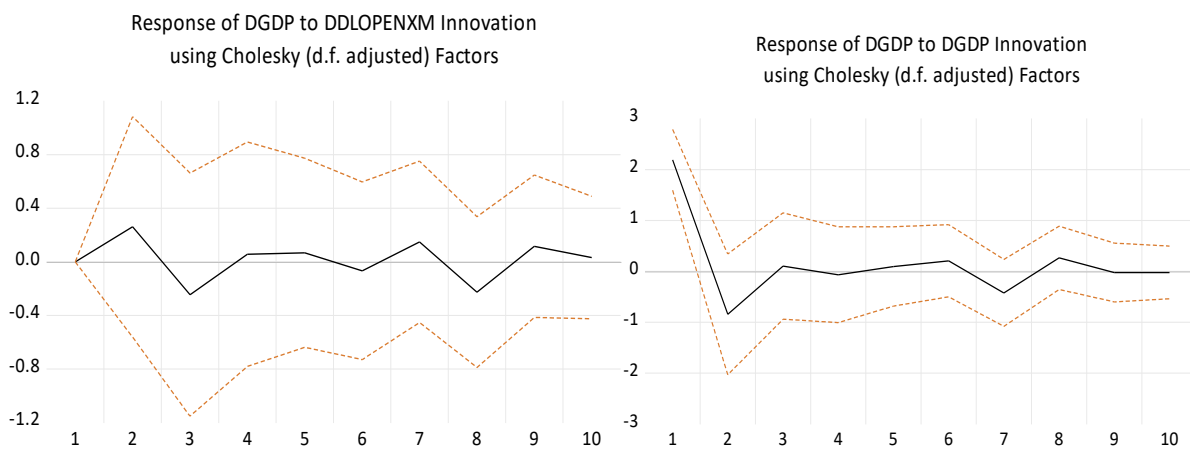 Response of DGDP to DDLOPENXM Innovation
using Cholesky (d.f. adjusted) Factors
1.2
0.8
0.4
0.0
-0.4
-0.8
-1.2
1 2 3 4 5 6 7 8 9 10
Response of DGDP to DGDP Innovation
using Cholesky (d.f. adjusted) Factors
3
2
1
0
-1
-2
-3
1 2 3 4 5 6 7 8 9 10